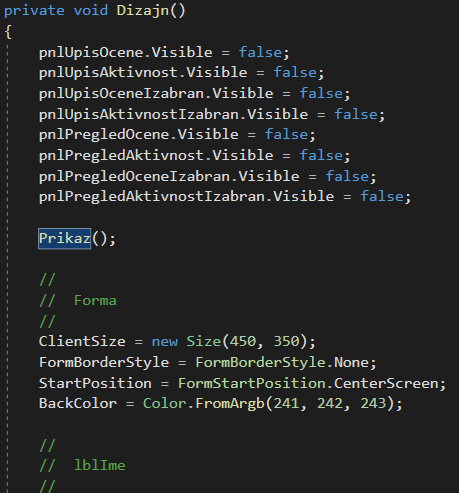 private void Dizajn()
{
pnlUpisOcene.Visible = false;
pnlUpisAktivnost.Visible = false;
pnlUpisOceneIzabran.Visible = false;
pnlUpisAktivnostIzabran.Visible = false;
pnlPregledOcene.Visible = false;
pnlPregledAktivnost.Visible = false;
pnlPregledOceneIzabran.Visible = false;
pnlPregledAktivnostIzabran.Visible = false;
Prikaz();
//
//  Forma
//
ClientSize = new Size(450, 350);
FormBorderStyle = FormBorderStyle.None;
StartPosition = FormStartPosition.CenterScreen;
BackColor = Color.FromArgb(241, 242, 243);
//
//  lblIme
//